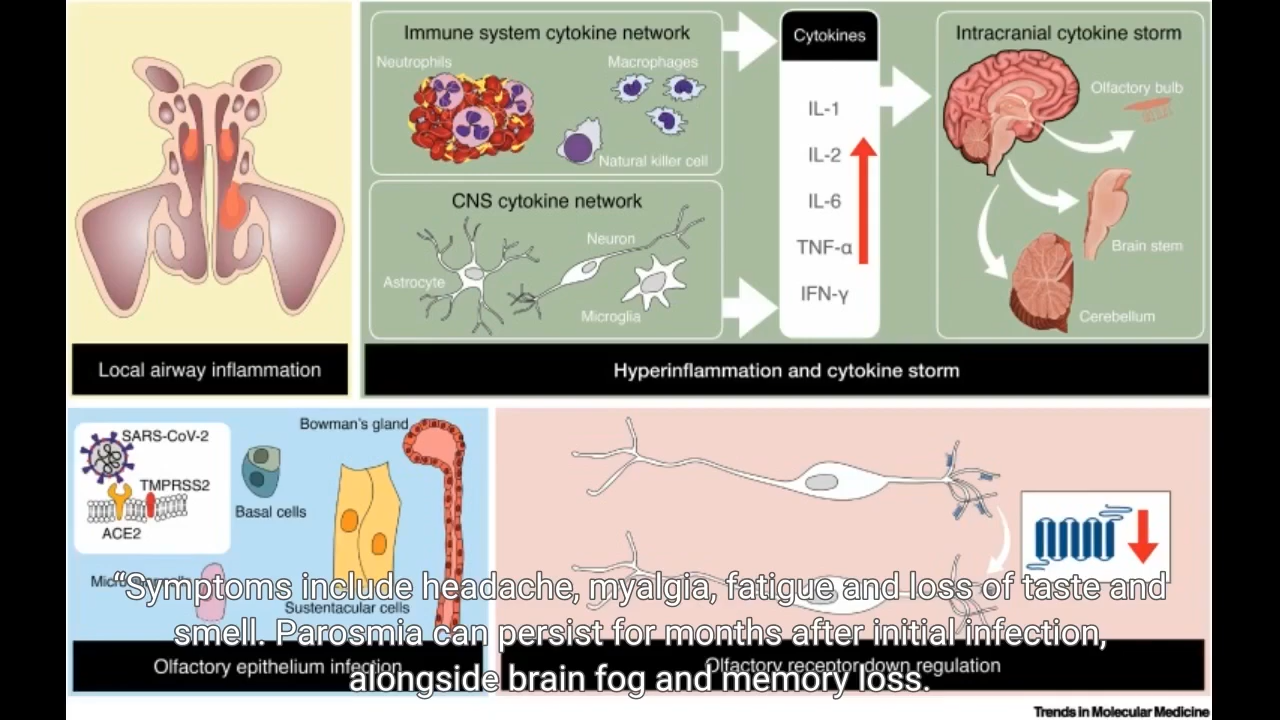 Immune system cytokine network
Neutrophils
Macrophages
Natural killer cell
CNS cytokine network
Neuron
Astrocyte
Microglia
Cytokines
IL-1
IL-2
IL-6
TNF-α
IFN-γ
Intracranial cytokine storm
Olfactory bulb
Brain stem
Cerebellum
Local airway inflammation
Hyperinflammation and cytokine storm
SARS-CoV-2
TMPRSS2
ACE2
Basal cells
Bowman's gland
Sustentacular cells
Olfactory epithelium infection
Olfactory receptor down regulation
“Symptoms include headache, myalgia, fatigue and loss of taste and
smell. Parosmia can persist for months after initial infection,
alongside brain fog and memory loss.
Trends in Molecular Medicine